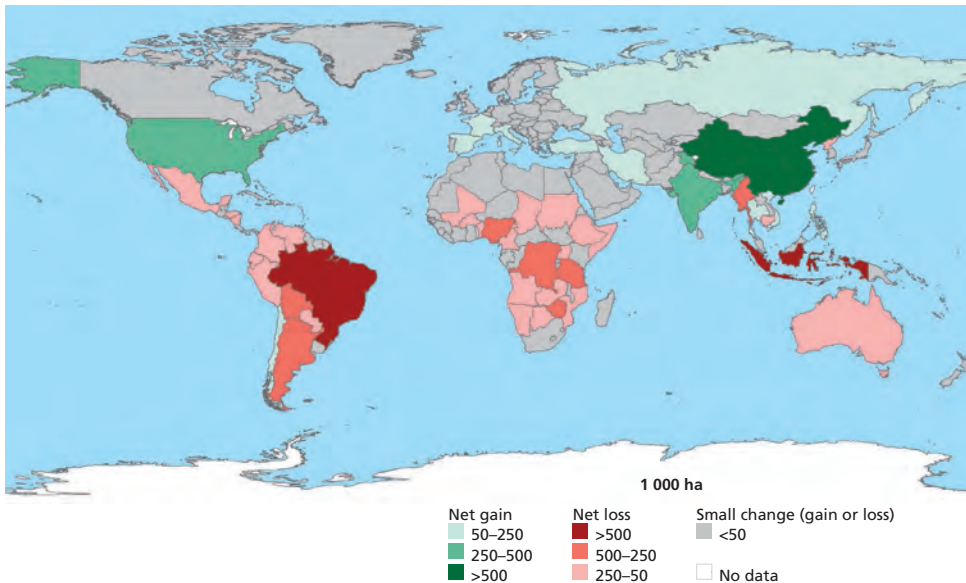 1 000 ha
Net gain
50–250
250–500
>500
Net loss
>500
500–250
250–50
Small change (gain or loss)
<50
No data